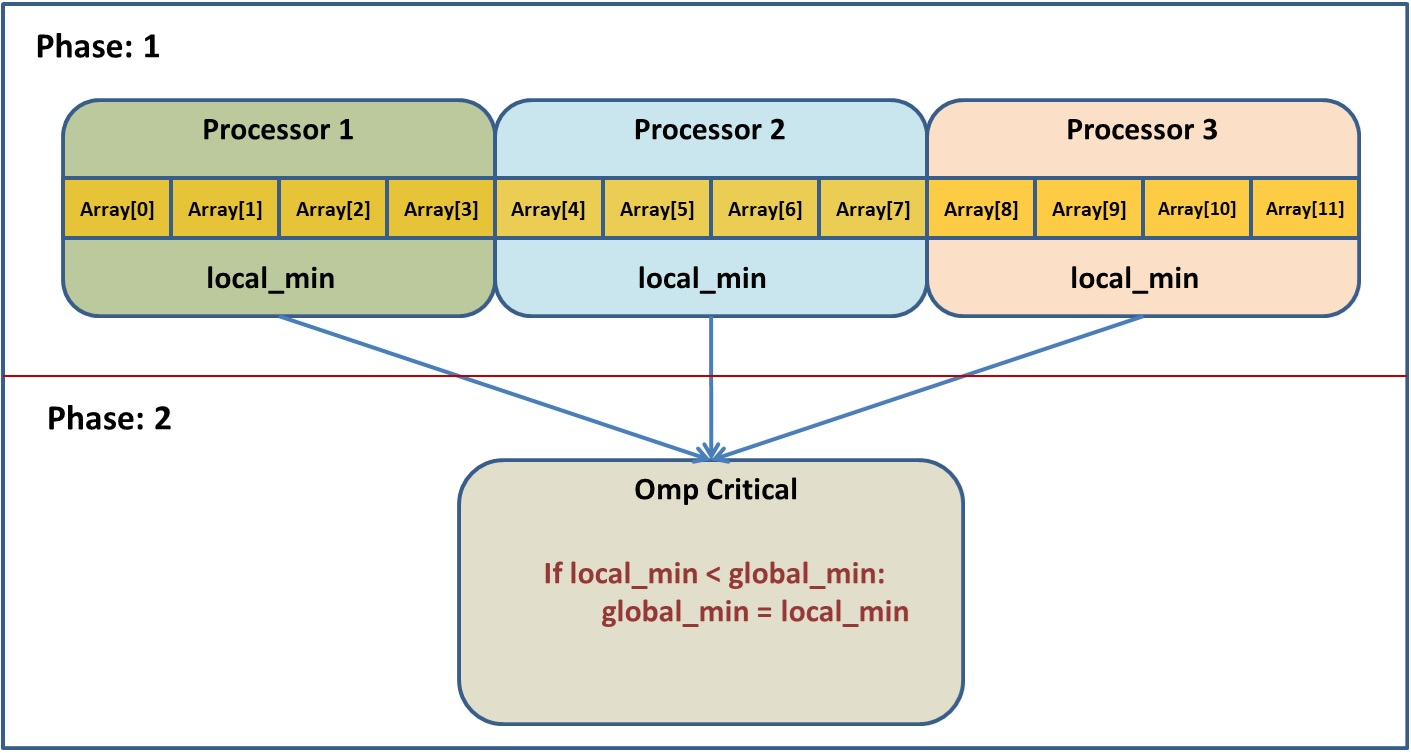 Phase: 1
Processor 1
Processor 2
Processor 3
Array[0] Array[1] Array[2] Array[3] Array[4] Array[5] Array[6] Array[7] Array[8] Array[9] Array[10] Array[11]
local_min
local_min
local_min
Phase: 2
Omp Critical
If local_min < global_min:
global_min = local_min